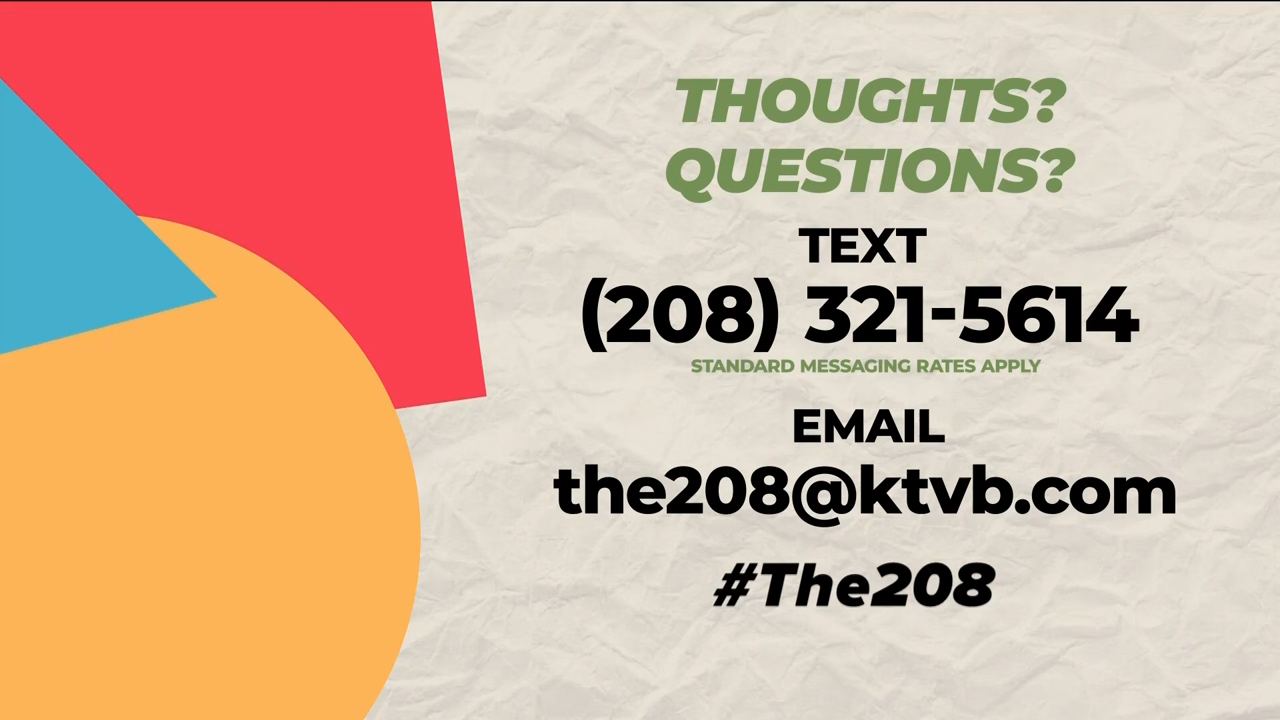 THOUGHTS?
QUESTIONS?
TEXT
(208) 321-5614
STANDARD MESSAGING RATES APPLY
EMAIL
the208@ktvb.com
#The208